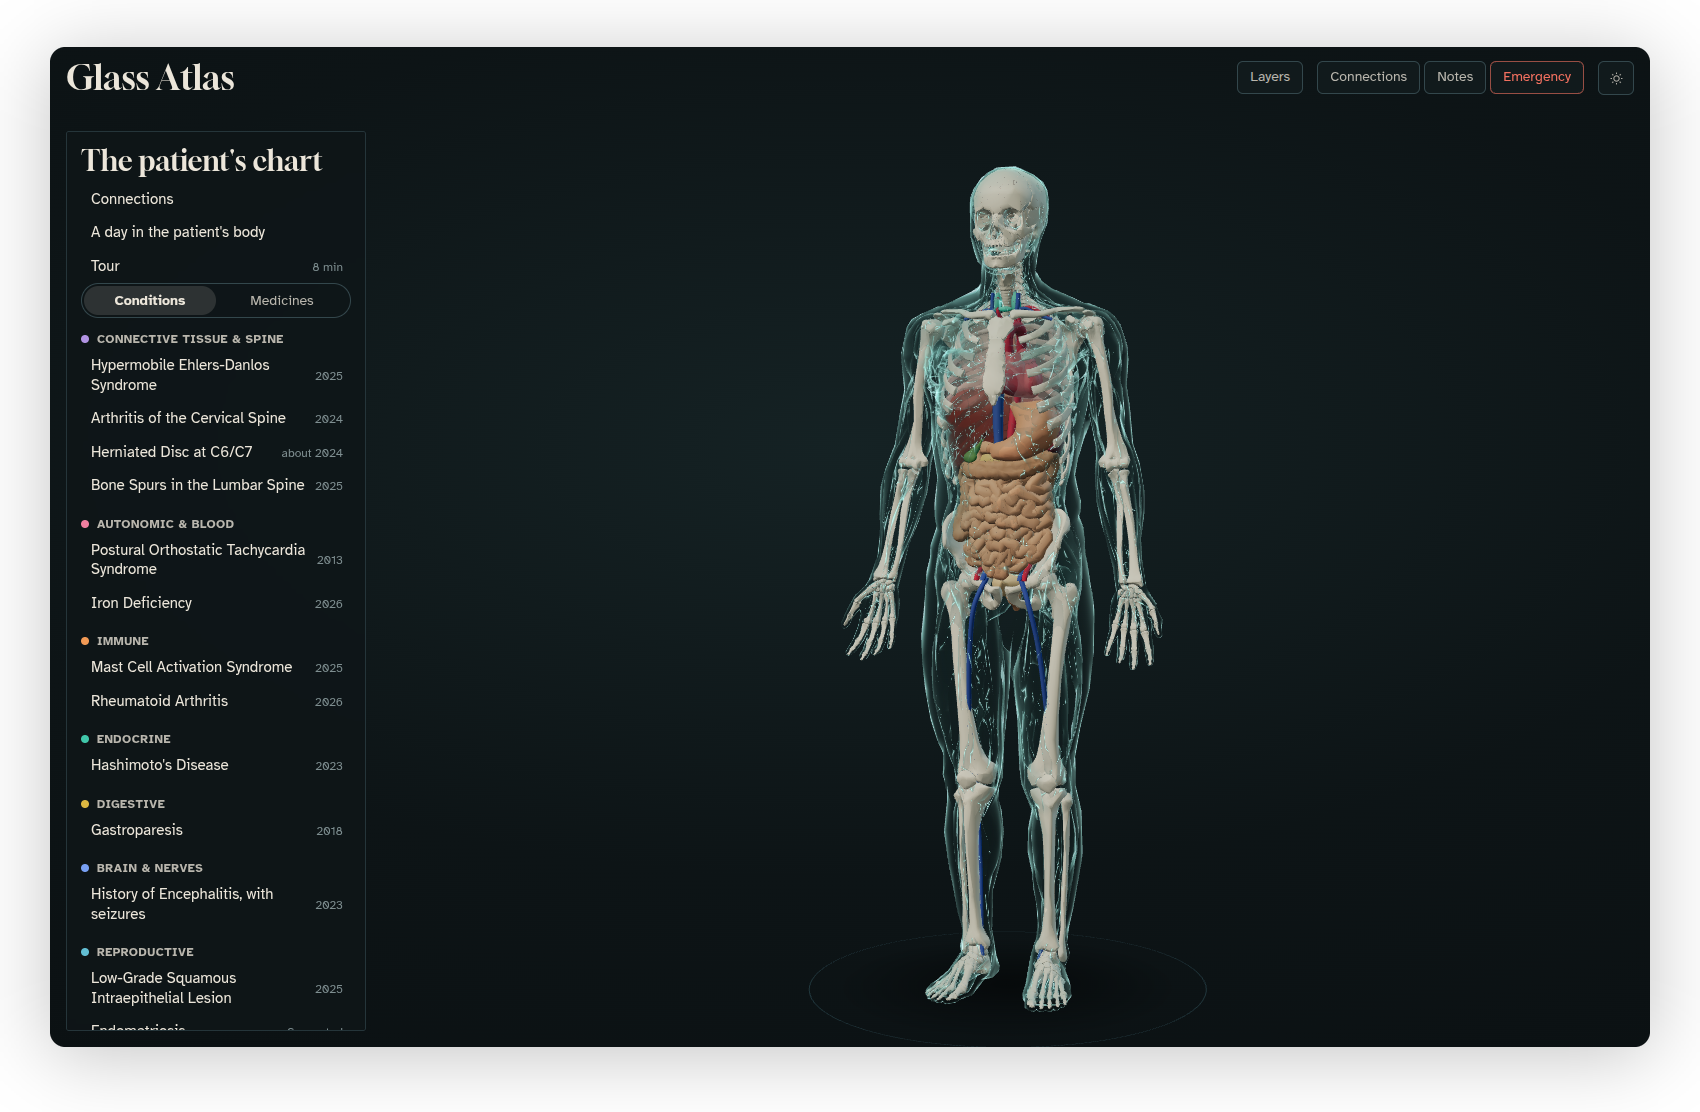 Glass Atlas
Layers
Connections
Notes
Emergency
The patient's chart
Connections
A day in the patient's body
Tour 8 min
Conditions Medicines
CONNECTIVE TISSUE & SPINE
Hypermobile Ehlers-Danlos
Syndrome 2025
Arthritis of the Cervical Spine 2024
Herniated Disc at C6/C7 about 2024
Bone Spurs in the Lumbar Spine 2025
AUTONOMIC & BLOOD
Postural Orthostatic Tachycardia
Syndrome 2013
Iron Deficiency 2026
IMMUNE
Mast Cell Activation Syndrome 2025
Rheumatoid Arthritis 2026
ENDOCRINE
Hashimoto's Disease 2023
DIGESTIVE
Gastroparesis 2018
BRAIN & NERVES
History of Encephalitis, with
seizures 2023
REPRODUCTIVE
Low-Grade Squamous
Intraepithelial Lesion 2025
Endometriosis